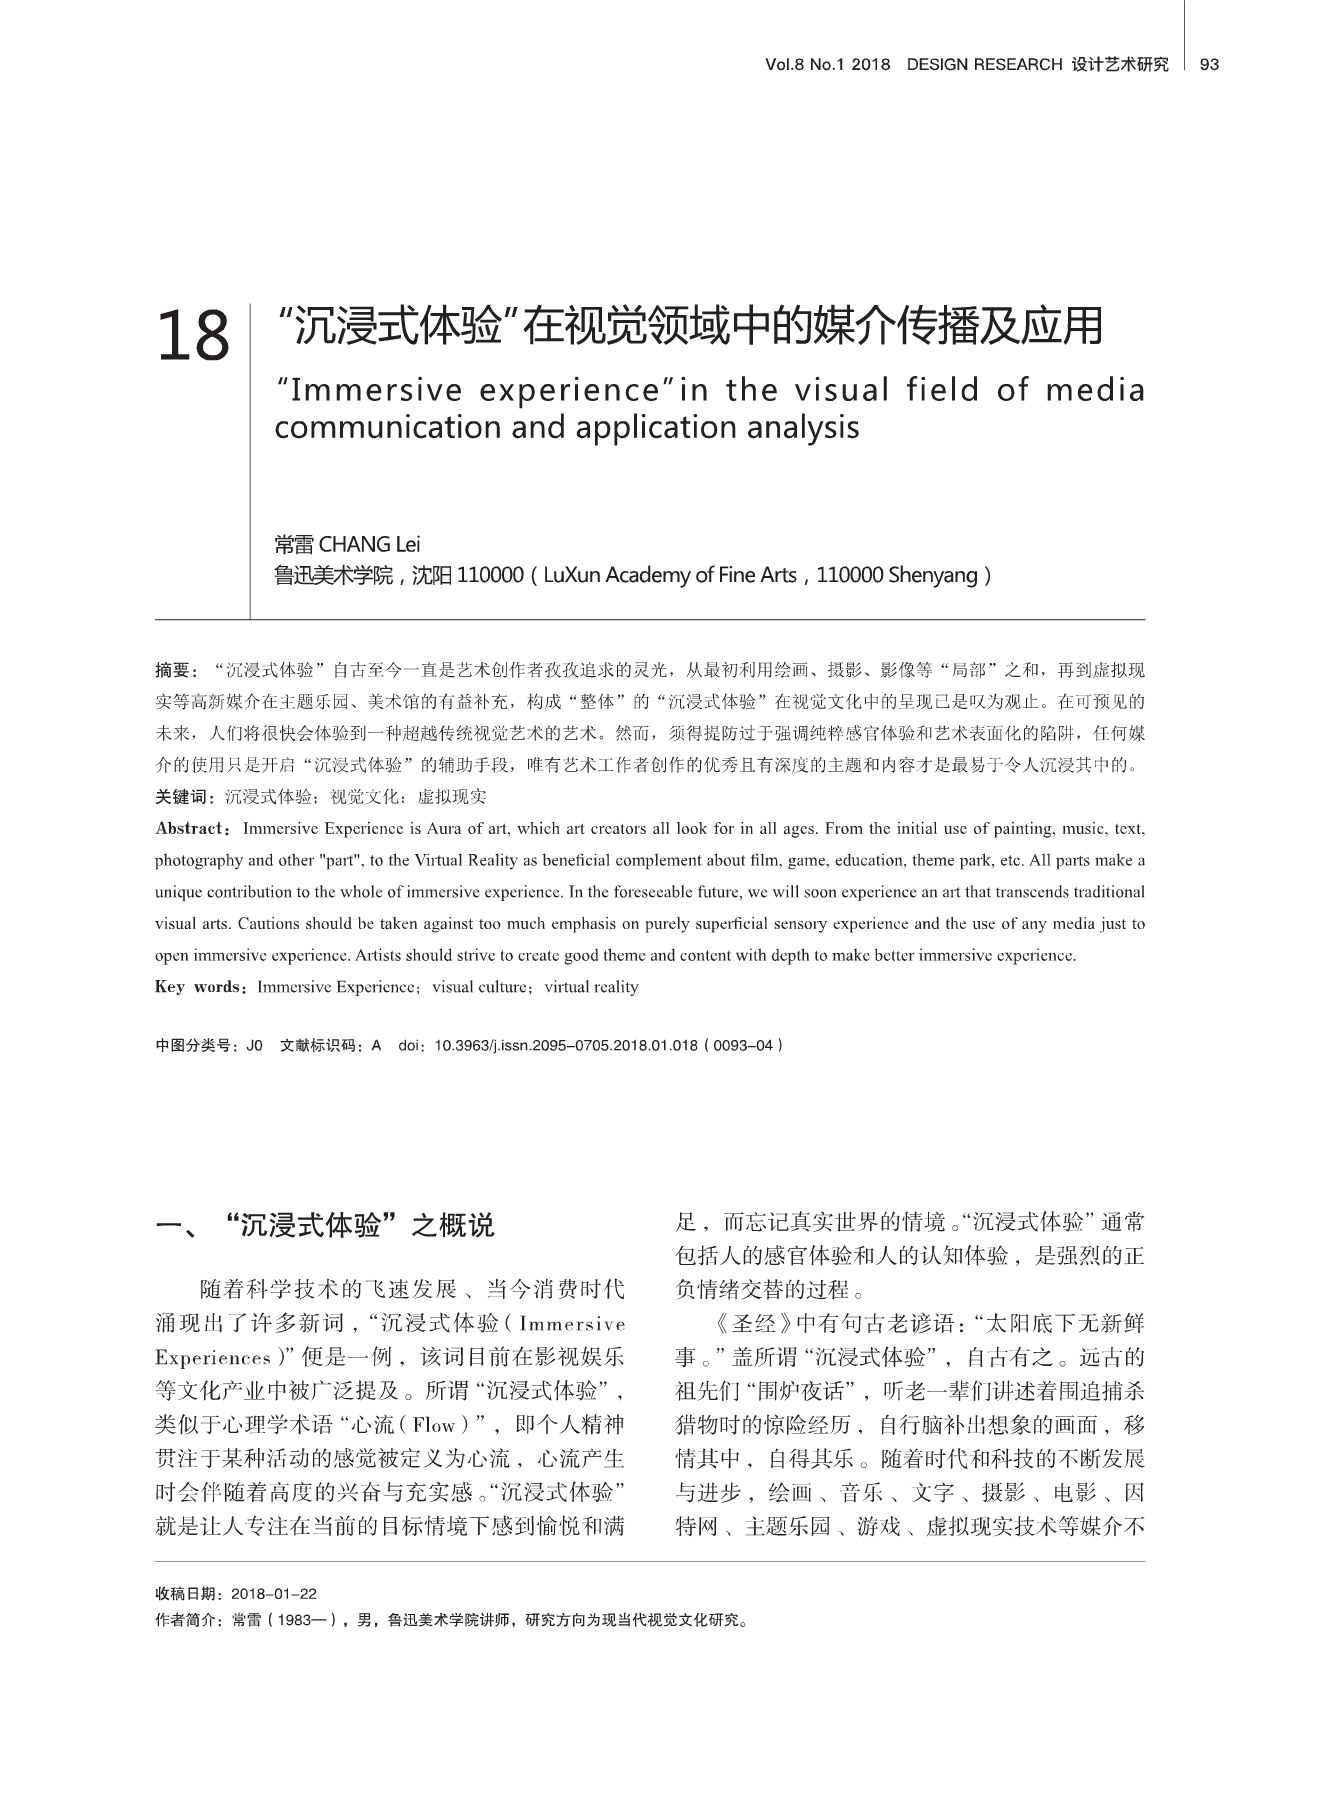 Vol.8 No.1 2018 DESIGN RESEARCH 设计艺术研究 93
18
“沉浸式体验”在视觉领域中的媒介传播及应用
“Immersive experience”in the visual field of media
communication and application analysis
常雷 CHANG Lei
鲁迅美术学院，沈阳 110000（LuXun Academy of Fine Arts，110000 Shenyang）
摘要：“沉浸式体验”自古至今一直是艺术创作者孜孜追求的灵光，从最初利用绘画、摄影、影像等“局部”之和，再到虚拟现
实等高新媒介在主题乐园、美术馆的有益补充，构成“整体”的“沉浸式体验”在视觉文化中的呈现已是叹为观止。在可预见的
未来，人们将很快会体验到一种超越传统视觉艺术的艺术。然而，须得提防过于强调纯粹感官体验和艺术表面化的陷阱，任何媒
介的使用只是开启“沉浸式体验”的辅助手段，唯有艺术工作者创作的优秀且有深度的主题和内容才是最易于令人沉浸其中的。
关键词：沉浸式体验；视觉文化；虚拟现实
Abstract：Immersive Experience is Aura of art, which art creators all look for in all ages. From the initial use of painting, music, text,
photography and other "part", to the Virtual Reality as beneficial complement about film, game, education, theme park, etc. All parts make a
unique contribution to the whole of immersive experience. In the foreseeable future, we will soon experience an art that transcends traditional
visual arts. Cautions should be taken against too much emphasis on purely superficial sensory experience and the use of any media just to
open immersive experience. Artists should strive to create good theme and content with depth to make better immersive experience.
Key words：Immersive Experience；visual culture；virtual reality
中图分类号：J0 文献标识码：A doi：10.3963/j.issn.2095-0705.2018.01.018（0093-04）
一、“沉浸式体验”之概说
随着科学技术的飞速发展、当今消费时代
涌现出了许多新词，“沉浸式体验（Immersive
Experiences）”便是一例，该词目前在影视娱乐
等文化产业中被广泛提及。所谓“沉浸式体验”，
类似于心理学术语“心流（Flow）”，即个人精神
贯注于某种活动的感觉被定义为心流，心流产生
时会伴随着高度的兴奋与充实感。“沉浸式体验”
就是让人专注在当前的目标情境下感到愉悦和满
足，而忘记真实世界的情境。“沉浸式体验”通常
包括人的感官体验和人的认知体验，是强烈的正
负情绪交替的过程。
《圣经》中有句古老谚语：“太阳底下无新鲜
事。”盖所谓“沉浸式体验”，自古有之。远古的
祖先们“围炉夜话”，听老一辈们讲述着围追捕杀
猎物时的惊险经历，自行脑补出想象的画面，移
情其中，自得其乐。随着时代和科技的不断发展
与进步，绘画、音乐、文字、摄影、电影、因
特网、主题乐园、游戏、虚拟现实技术等媒介不
收稿日期：2018-01-22
作者简介：常雷（1983—），男，鲁迅美术学院讲师，研究方向为现当代视觉文化研究。